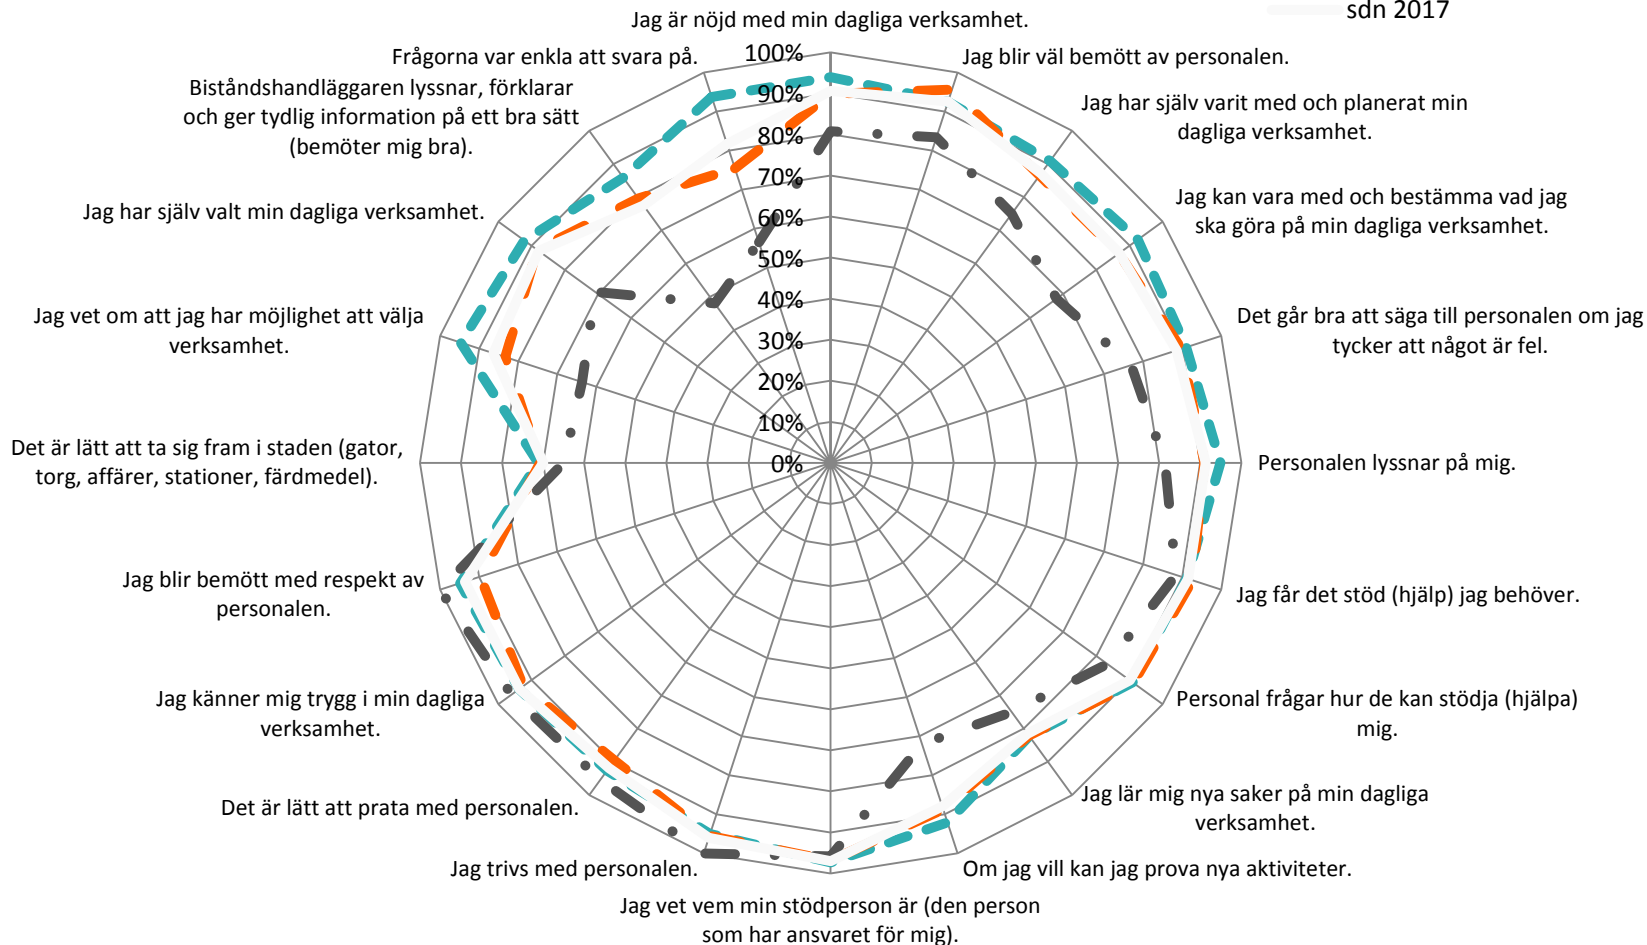 sdn 2017
Jag är nöjd med min dagliga verksamhet.
Jag blir väl bemött av personalen.
Jag har själv varit med och planerat min
dagliga verksamhet.
Jag kan vara med och bestämma vad jag
ska göra på min dagliga verksamhet.
Det går bra att säga till personalen om jag
tycker att något är fel.
Personalen lyssnar på mig.
Jag får det stöd (hjälp) jag behöver.
Personal frågar hur de kan stödja (hjälpa)
mig.
Jag lär mig nya saker på min dagliga
verksamhet.
Om jag vill kan jag prova nya aktiviteter.
Jag vet vem min stödperson är (den person
som har ansvaret för mig).
Jag trivs med personalen.
Det är lätt att prata med personalen.
Jag känner mig trygg i min dagliga
verksamhet.
Jag blir bemött med respekt av
personalen.
Det är lätt att ta sig fram i staden (gator,
torg, affärer, stationer, färdmedel).
Jag vet om att jag har möjlighet att välja
verksamhet.
Jag har själv valt min dagliga verksamhet.
Biståndshandläggaren lyssnar, förklarar
och ger tydlig information på ett bra sätt
(bemöter mig bra).
Frågorna var enkla att svara på.
100%
90%
80%
70%
60%
50%
40%
30%
20%
10%
0%